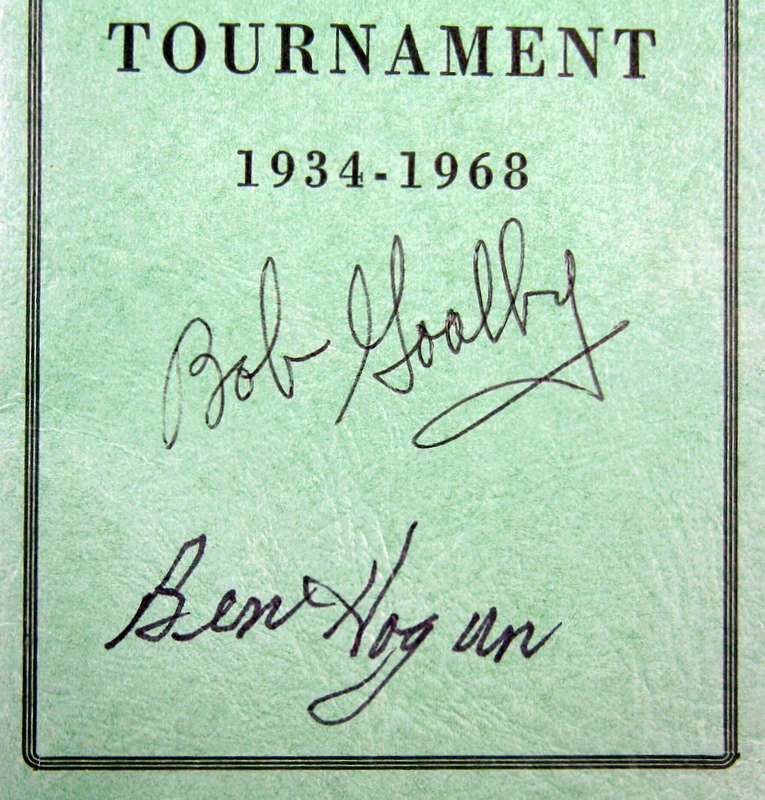 TOURNAMENT
1934-1968
Bob Goalby
Ben Hogan